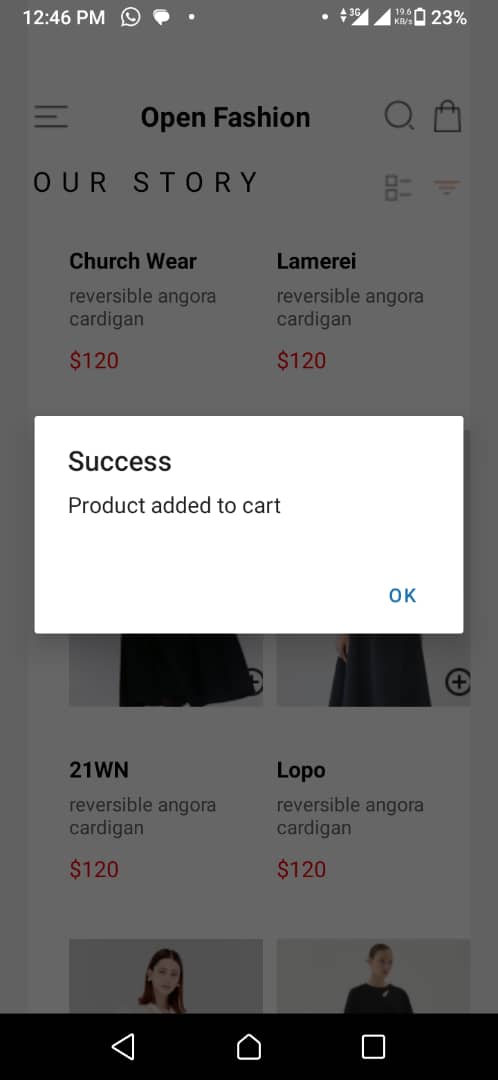 12:46 PM
3G
19.6
KB/s
23%
Open Fashion
OUR STORY
Church Wear
Lamerei
reversible angora
cardigan
reversible angora
cardigan
$120
$120
Success
Product added to cart
OK
21WN
Lopo
reversible angora
cardigan
reversible angora
cardigan
$120
$120